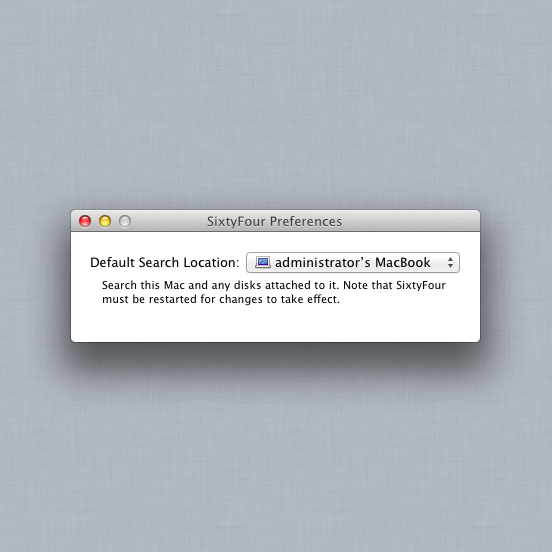 SixtyFour Preferences
Default Search Location: administrator's MacBook
Search this Mac and any disks attached to it. Note that SixtyFour
must be restarted for changes to take effect.